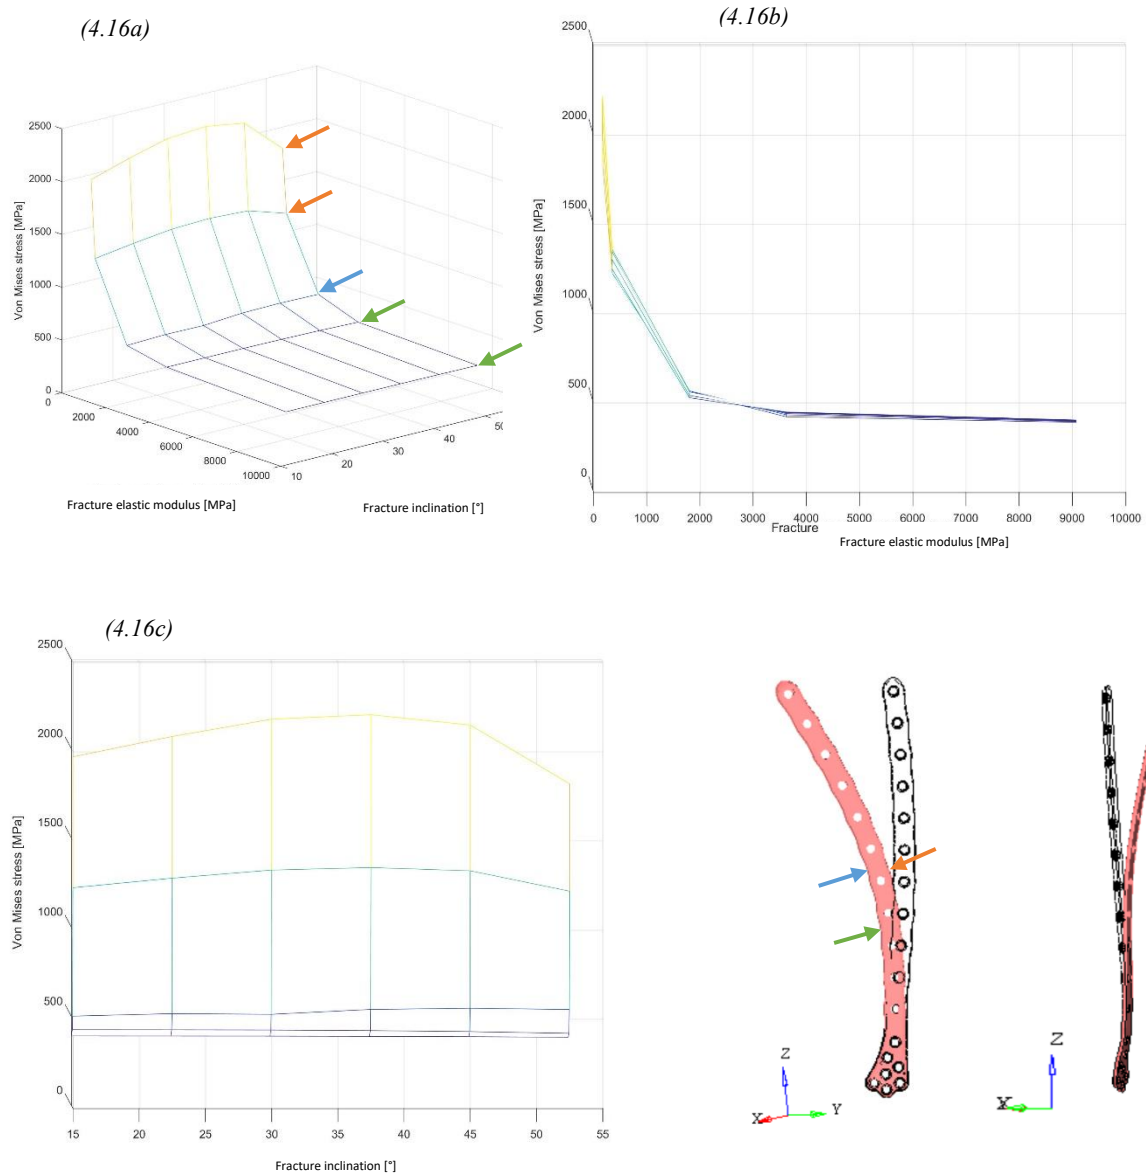 (4.16a)
2500
2000
1500
1000
500
0
0
2000
4000
6000
8000
10000
10
20
30
40
50
Von Mises stress [MPa]
Fracture elastic modulus [MPa]
Fracture inclination [°]
(4.16b)
2500
2000
1500
1000
500
0
0 1000 2000 3000 4000 5000 6000 7000 8000 9000 10000
Von Mises stress [MPa]
Fracture
Fracture elastic modulus [MPa]
(4.16c)
2500
2000
1500
1000
500
0
15 20 25 30 35 40 45 50 55
Von Mises stress [MPa]
Fracture inclination [°]
Z
X
Y
Z